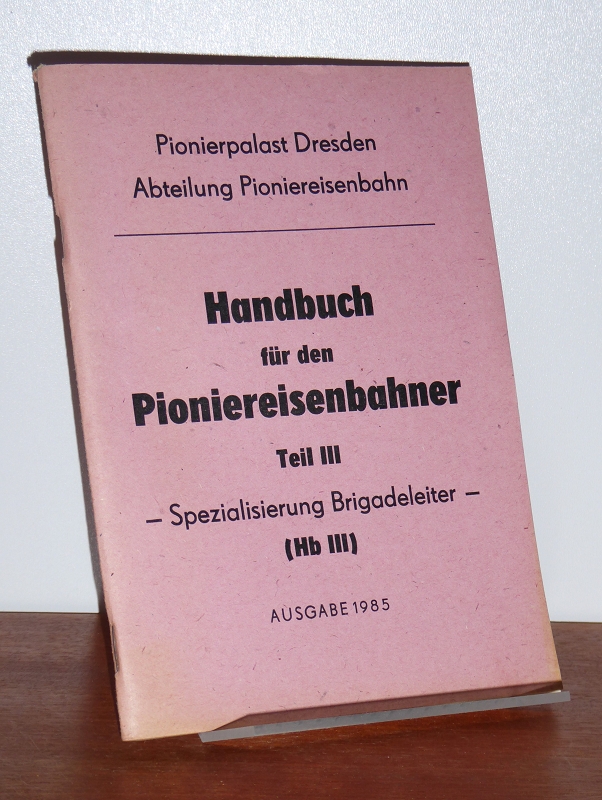 Pionierpalast Dresden
Abteilung Pioniereisenbahn
Handbuch
für den
Pioniereisenbahner
Teil III
– Spezialisierung Brigadeleiter –
(Hb III)
AUSGABE 1985